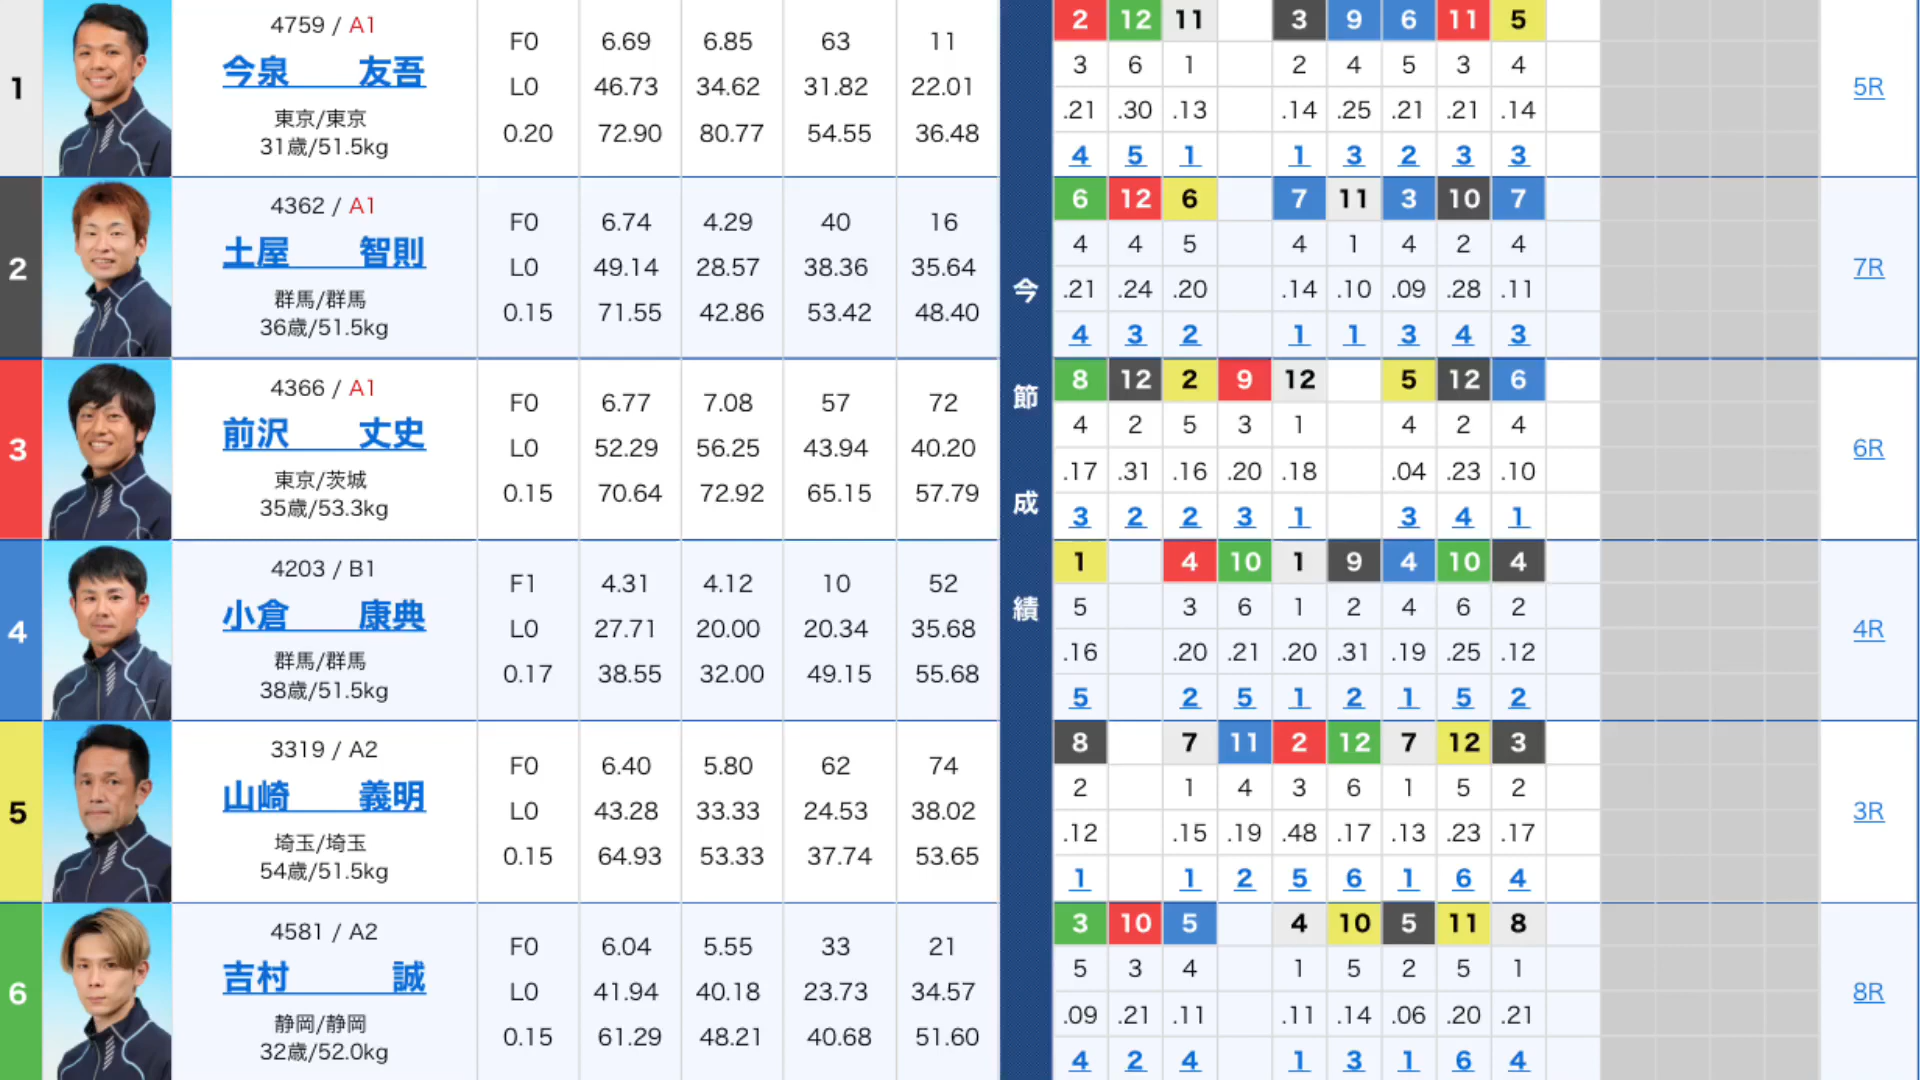 1
4759 / A1
今泉 友吾
東京/東京
31歳/51.5kg
F0
L0
0.20
6.69
46.73
72.90
6.85
34.62
80.77
63
31.82
54.55
11
22.01
36.48
2 12 11 3 9 6 11 5
3 6 1 2 4 5 3 4
.21 .30 .13 .14 .25 .21 .21 .14
4 5 1 1 3 2 3 3
5R
2
4362 / A1
土屋 智則
群馬/群馬
36歳/51.5kg
F0
L0
0.15
6.74
49.14
71.55
4.29
28.57
42.86
40
38.36
53.42
16
35.64
48.40
6 12 6 7 11 3 10 7
4 4 5 4 1 4 2 4
.21 .24 .20 .14 .10 .09 .28 .11
4 3 2 1 1 3 4 3
7R
今節成績
3
4366 / A1
前沢 丈史
東京/茨城
35歳/53.3kg
F0
L0
0.15
6.77
52.29
70.64
7.08
56.25
72.92
57
43.94
65.15
72
40.20
57.79
8 12 2 9 12 5 12 6
4 2 5 3 1 4 2 4
.17 .31 .16 .20 .18 .04 .23 .10
3 2 2 3 1 3 4 1
6R
4
4203 / B1
小倉 康典
群馬/群馬
38歳/51.5kg
F1
L0
0.17
4.31
27.71
38.55
4.12
20.00
32.00
10
20.34
49.15
52
35.68
55.68
1 4 10 1 9 4 10 4
5 3 6 1 2 4 6 2
.16 .20 .21 .20 .31 .19 .25 .12
5 2 5 1 2 1 5 2
4R
5
3319 / A2
山崎 義明
埼玉/埼玉
54歳/51.5kg
F0
L0
0.15
6.40
43.28
64.93
5.80
33.33
53.33
62
24.53
37.74
74
38.02
53.65
8 7 11 2 12 7 12 3
2 1 4 3 6 1 5 2
.12 .15 .19 .48 .17 .13 .23 .17
1 1 2 5 6 1 6 4
3R
6
4581 / A2
吉村 誠
静岡/静岡
32歳/52.0kg
F0
L0
0.15
6.04
41.94
61.29
5.55
40.18
48.21
33
23.73
40.68
21
34.57
51.60
3 10 5 4 10 5 11 8
5 3 4 1 5 2 5 1
.09 .21 .11 .11 .14 .06 .20 .21
4 2 4 1 3 1 6 4
8R